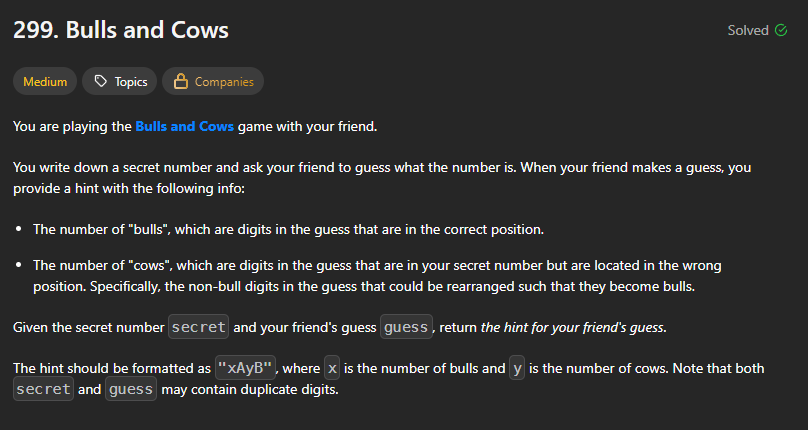 299. Bulls and Cows
Solved
Medium
Topics
Companies
You are playing the Bulls and Cows game with your friend.
You write down a secret number and ask your friend to guess what the number is. When your friend makes a guess, you
provide a hint with the following info:
• The number of "bulls", which are digits in the guess that are in the correct position.
• The number of "cows", which are digits in the guess that are in your secret number but are located in the wrong
position. Specifically, the non-bull digits in the guess that could be rearranged such that they become bulls.
Given the secret number secret and your friend's guess guess, return the hint for your friend's guess.
The hint should be formatted as "xAyB", where x is the number of bulls and y is the number of cows. Note that both
secret and guess may contain duplicate digits.